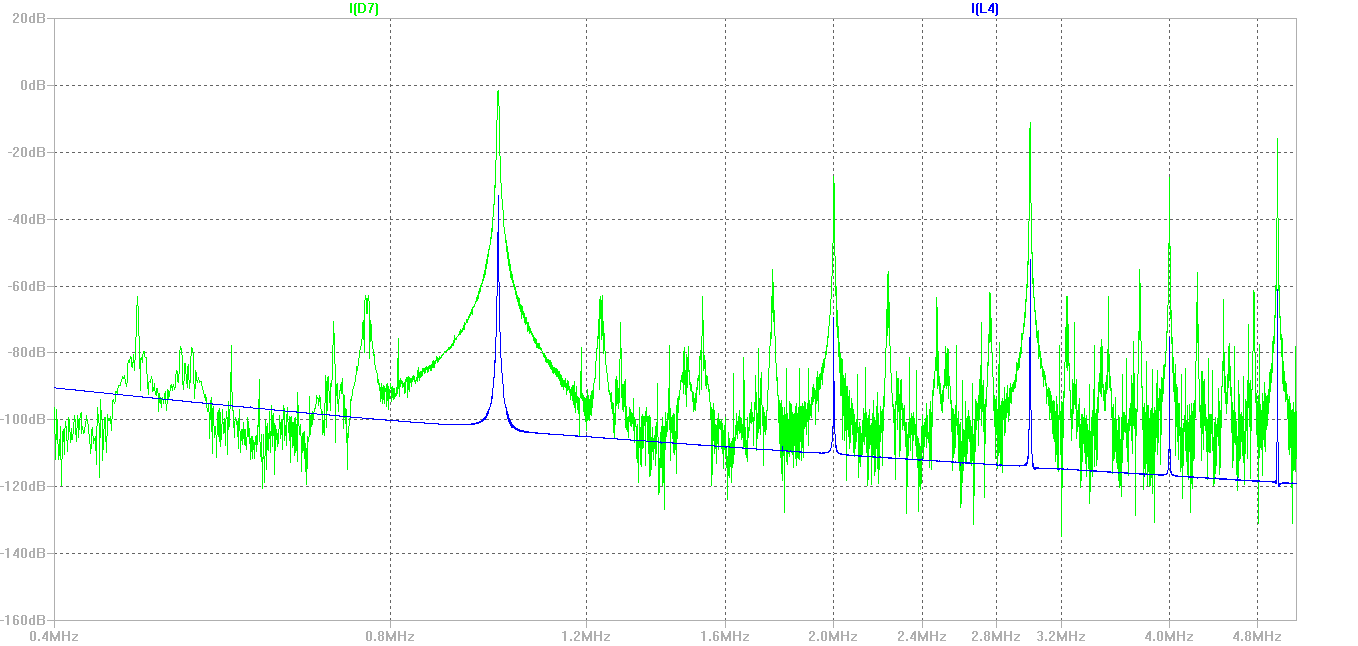 I(D7) I(L4)
20dB
0dB
-20dB
-40dB
-60dB
-80dB
-100dB
-120dB
-140dB
-160dB
0.4MHz 0.8MHz 1.2MHz 1.6MHz 2.0MHz 2.4MHz 2.8MHz 3.2MHz 4.0MHz 4.8MHz